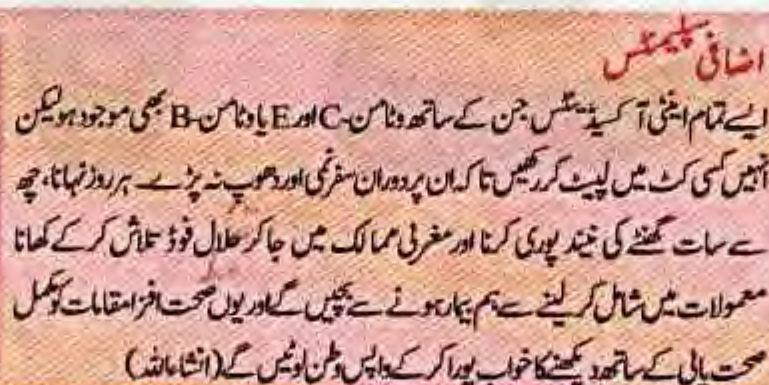 اضافی سپلیمنٹس
ایسے تمام اینٹی آکسیڈینٹس جن کے ساتھ وٹامن-C اور E یا وٹامن-B بھی موجود ہو لیکن
انہیں کسی کٹ میں لپیٹ کر رکھیں تا کہ ان پر دوران سفر نمی اور دھوپ نہ پڑے۔ ہر روز نہانا، چھ
سے سات گھنٹے کی نیند پوری کرنا اور مغربی ممالک میں جا کر حلال فوڈ تلاش کر کے کھانا
معمولات میں شامل کر لینے سے ہم بیمار ہونے سے بچیں گے اور یوں صحت افزا مقامات کو مکمل
صحت یابی کے ساتھ دیکھنے کا خواب پورا کر کے واپس وطن لوٹیں گے (انشاءاللہ)